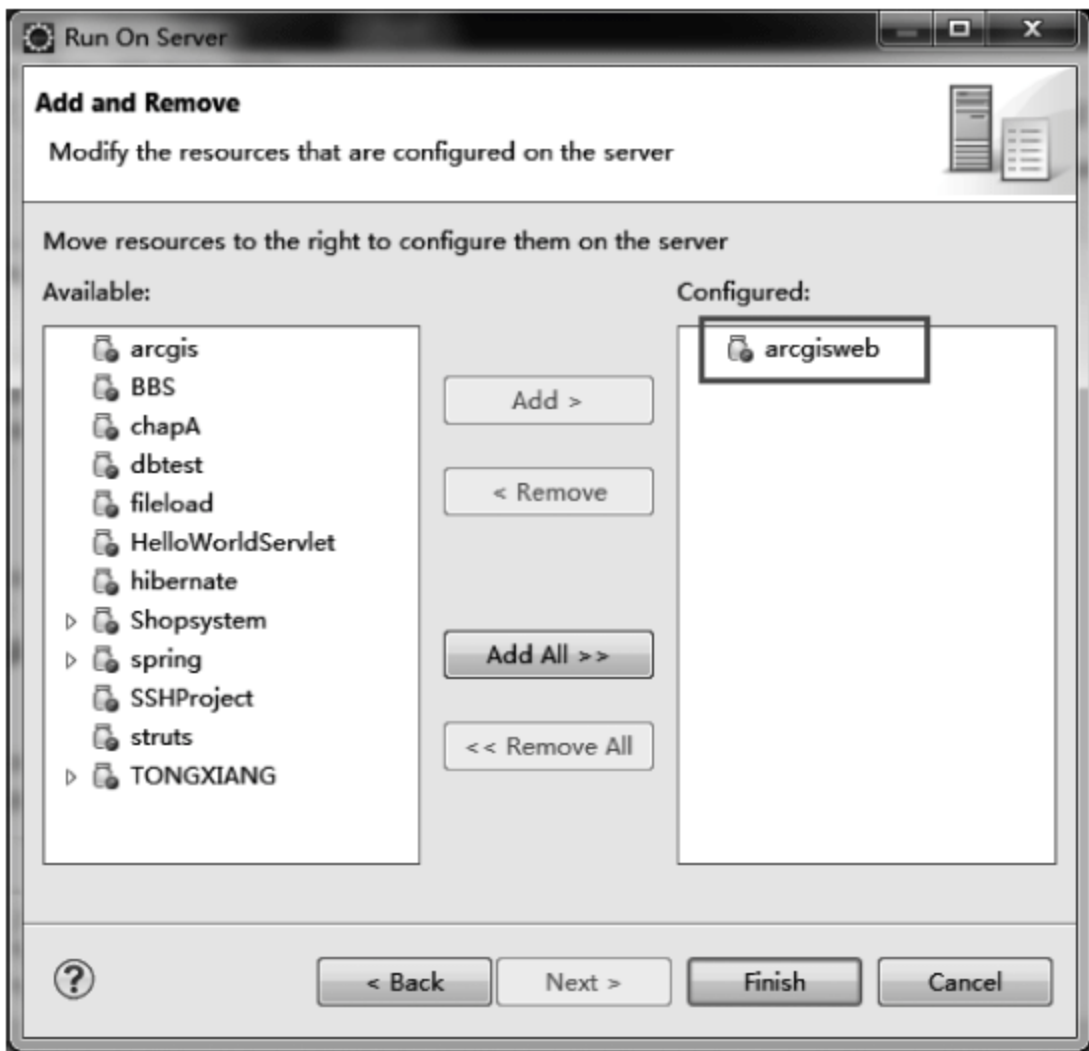 Run On Server
Add and Remove
Modify the resources that are configured on the server
Move resources to the right to configure them on the server
Available:
Configured:
arcgis
BBS
chapA
dbtest
fileload
HelloWorldServlet
hibernate
Shopsystem
spring
SSHProject
struts
TONGXIANG
Add >
< Remove
Add All >>
<< Remove All
arcgisweb
?
< Back
Next >
Finish
Cancel